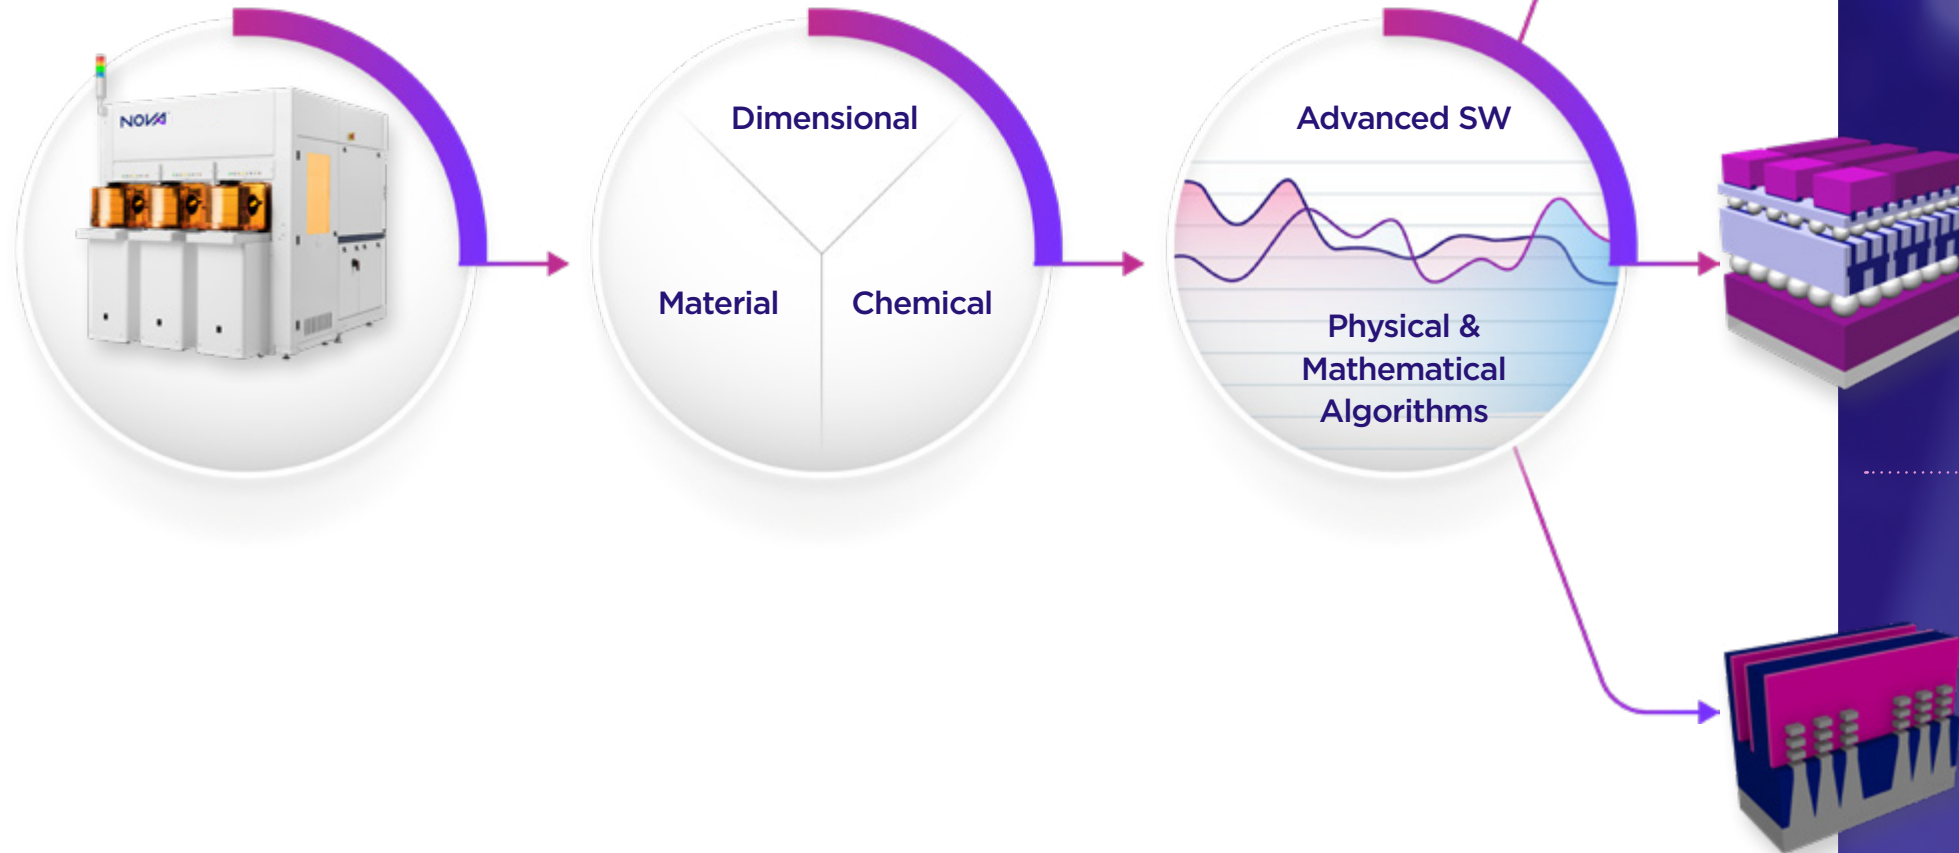 NOVA
Dimensional
Material
Chemical
Advanced SW
Physical &
Mathematical
Algorithms